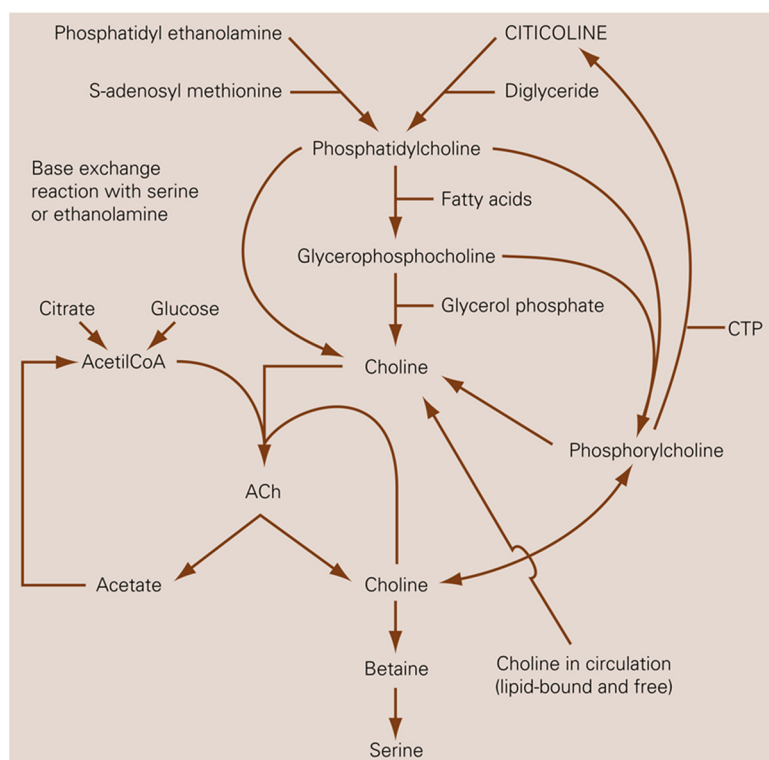 Phosphatidyl ethanolamine
CITICOLINE
S-adenosyl methionine
Diglyceride
Phosphatidylcholine
Base exchange
reaction with serine
or ethanolamine
Fatty acids
Glycerophosphocholine
Citrate
Glucose
Glycerol phosphate
CTP
AcetilCoA
Choline
Phosphorylcholine
ACh
Acetate
Choline
Betaine
Choline in circulation
(lipid-bound and free)
Serine